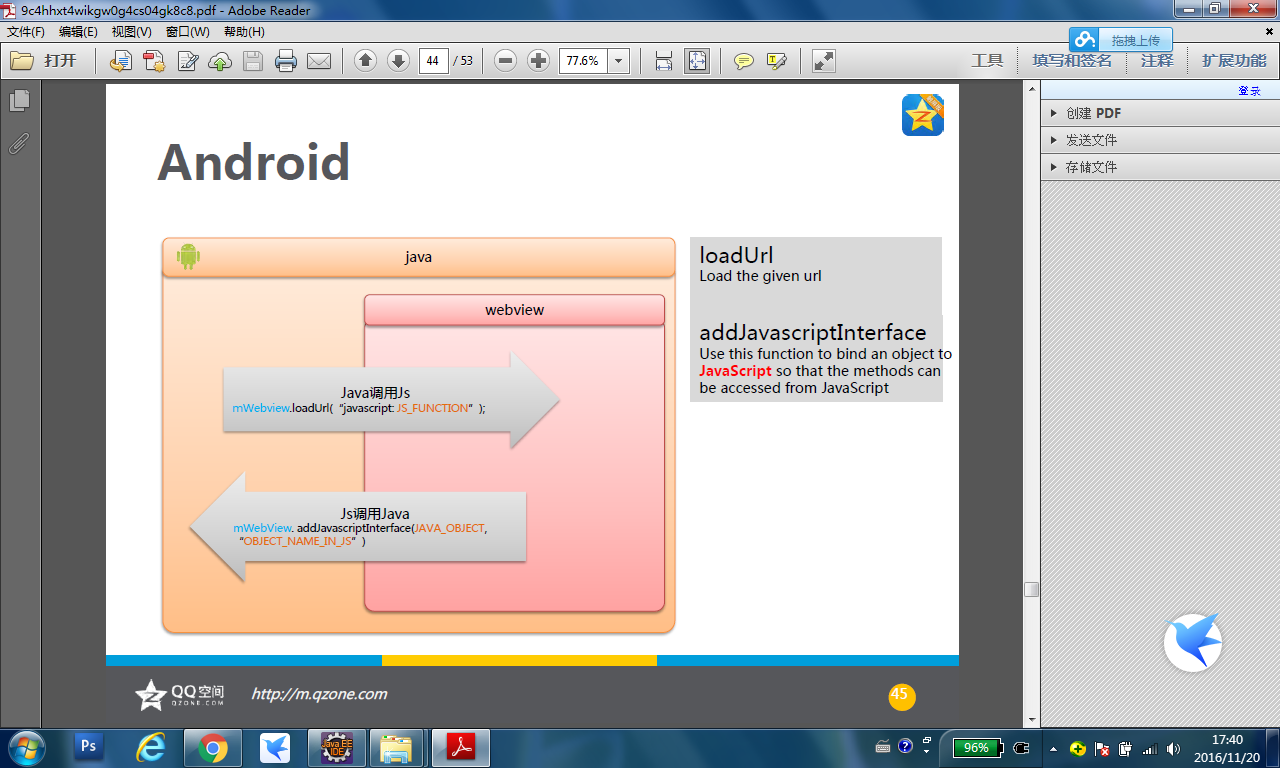 9c4hhxt4wikgw0g4cs04gk8c8.pdf - Adobe Reader
文件(F) 编辑(E) 视图(V) 窗口(W) 帮助(H)
拖拽上传
打开 44 / 53 77.6% 工具 填写和签名 注释 扩展功能
登录
创建 PDF
发送文件
存储文件
Android
java
webview
Java调用Js
mWebview.loadUrl( “javascript: JS_FUNCTION” );
Js调用Java
mWebView. addJavascriptInterface(JAVA_OBJECT,
“OBJECT_NAME_IN_JS” )
loadUrl
Load the given url
addJavascriptInterface
Use this function to bind an object to
JavaScript so that the methods can
be accessed from JavaScript
QQ空间
QZONE.COM
http://m.qzone.com
45
Ps
Java EE
IDE
96%
17:40
2016/11/20